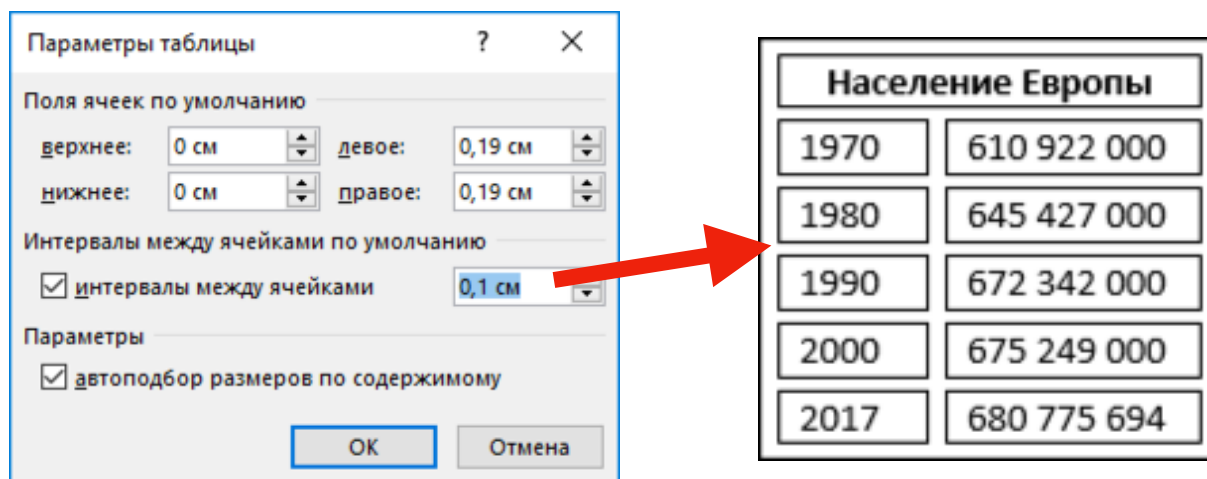 Параметры таблицы ? ×
Поля ячеек по умолчанию
верхнее: 0 см левое: 0,19 см
нижнее: 0 см правое: 0,19 см
Интервалы между ячейками по умолчанию
интервалы между ячейками 0,1 см
Параметры
автоподбор размеров по содержимому
ОК Отмена
Население Европы
1970 610 922 000
1980 645 427 000
1990 672 342 000
2000 675 249 000
2017 680 775 694